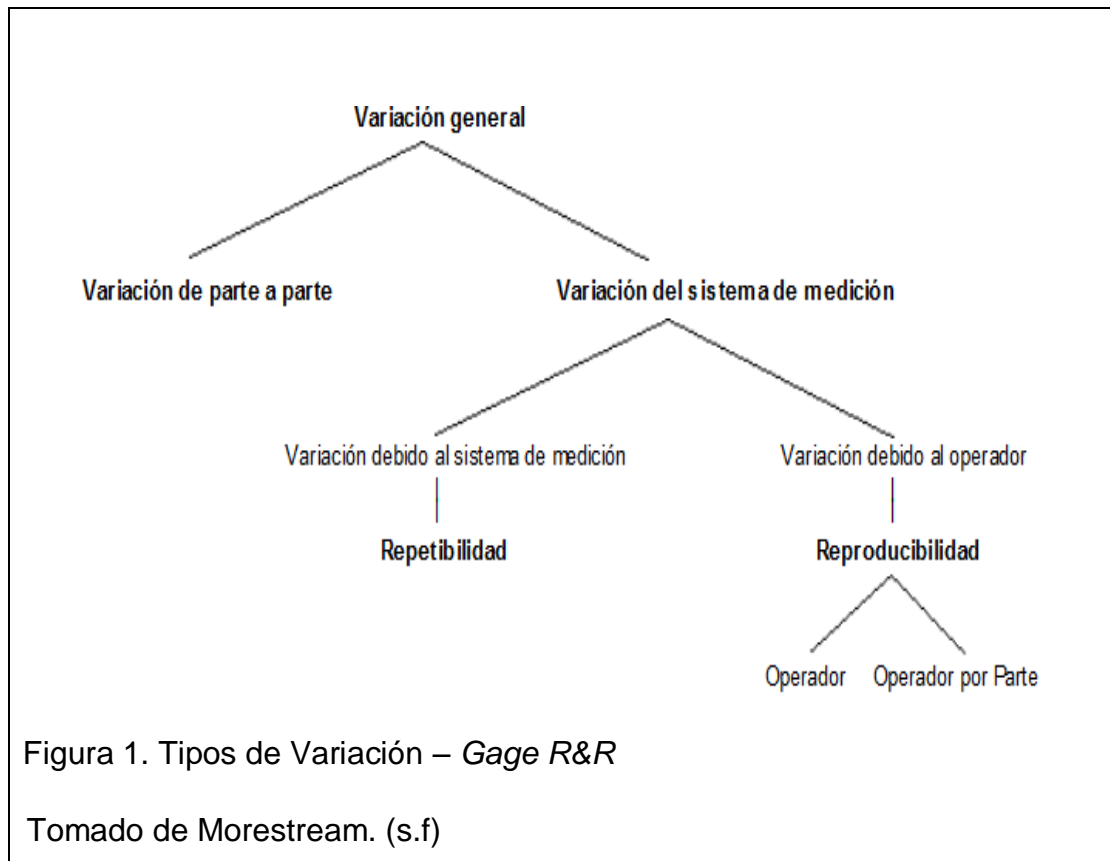 Variación general
Variación de parte a parte
Variación del sistema de medición
Variación debido al sistema de medición
Variación debido al operador
Repetibilidad
Reproducibilidad
Operador
Operador por Parte
Figura 1. Tipos de Variación – Gage R&R
Tomado de Morestream. (s.f)